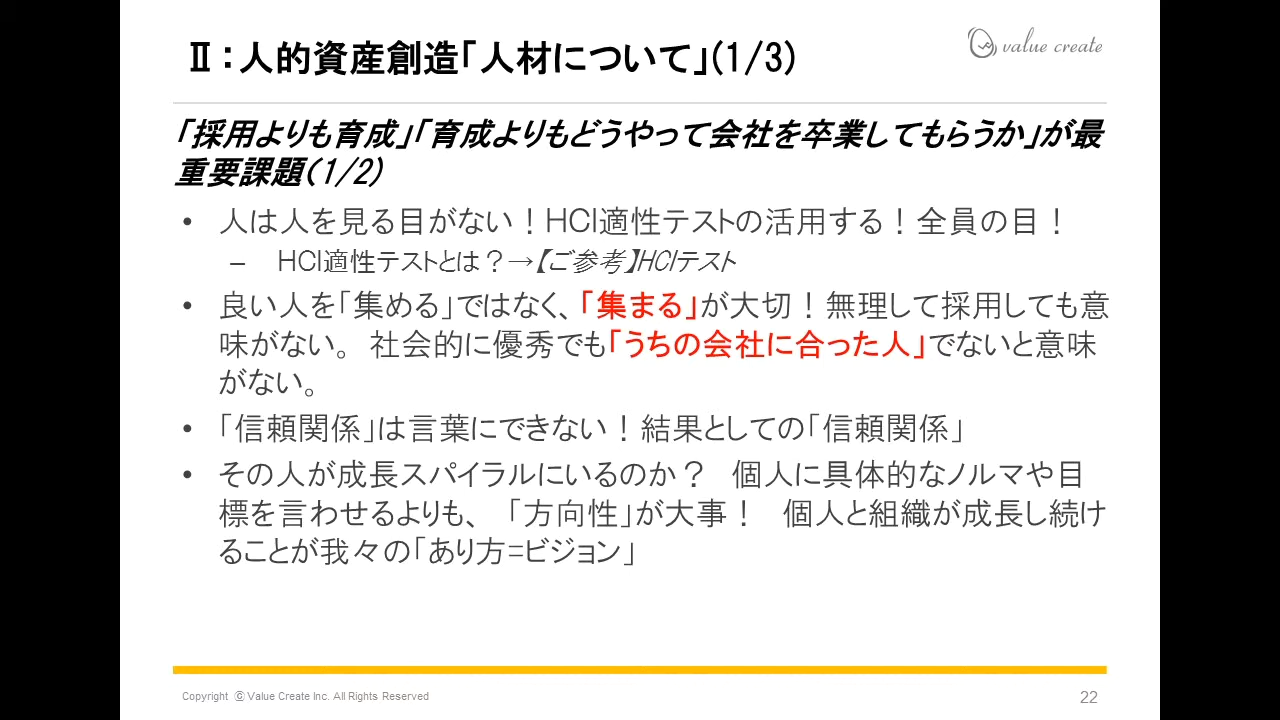 Ⅱ：人的資産創造「人材について」(1/3)
value create
「採用よりも育成」「育成よりもどうやって会社を卒業してもらうか」が最
重要課題(1/2)
• 人は人を見る目がない！HCI適性テストの活用する！全員の目！
– HCI適性テストとは？→【ご参考】HCIテスト
• 良い人を「集める」ではなく、「集まる」が大切！無理して採用しても意
味がない。 社会的に優秀でも「うちの会社に合った人」でないと意味
がない。
• 「信頼関係」は言葉にできない！結果としての「信頼関係」
• その人が成長スパイラルにいるのか？ 個人に具体的なノルマや目
標を言わせるよりも、 「方向性」が大事！ 個人と組織が成長し続け
ることが我々の「あり方=ビジョン」
Copyright ⓒ Value Create Inc. All Rights Reserved
22